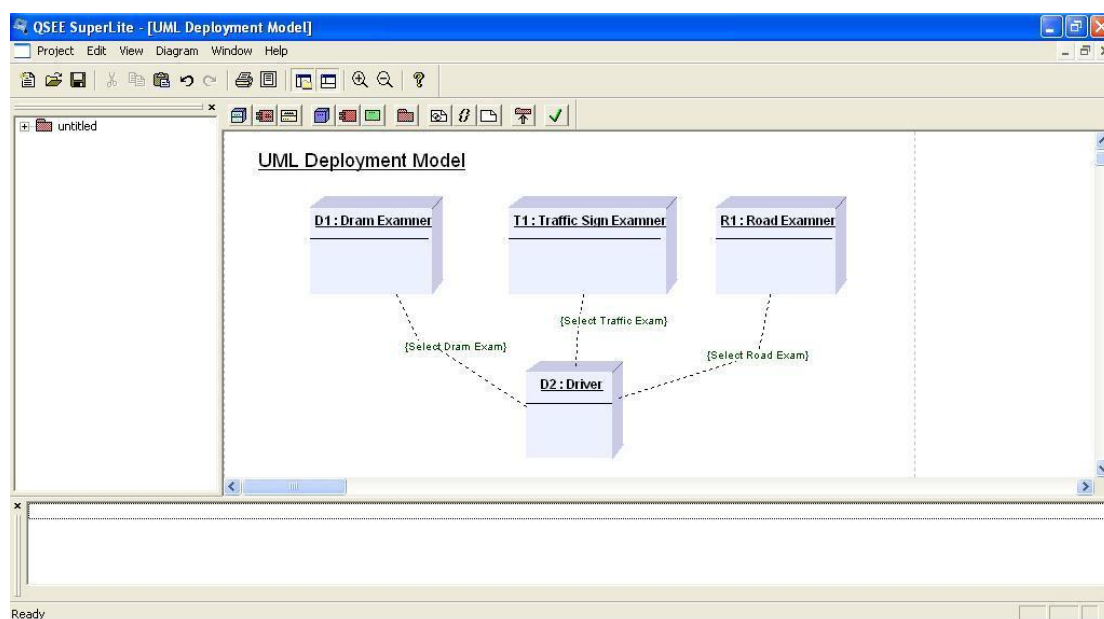 QSEE SuperLite - [UML Deployment Model]
Project Edit View Diagram Window Help
untitled
UML Deployment Model
D1 : Dram Examner
T1 : Traffic Sign Examner
R1 : Road Examner
{Select Traffic Exam}
{Select Dram Exam}
{Select Road Exam}
D2 : Driver
Ready